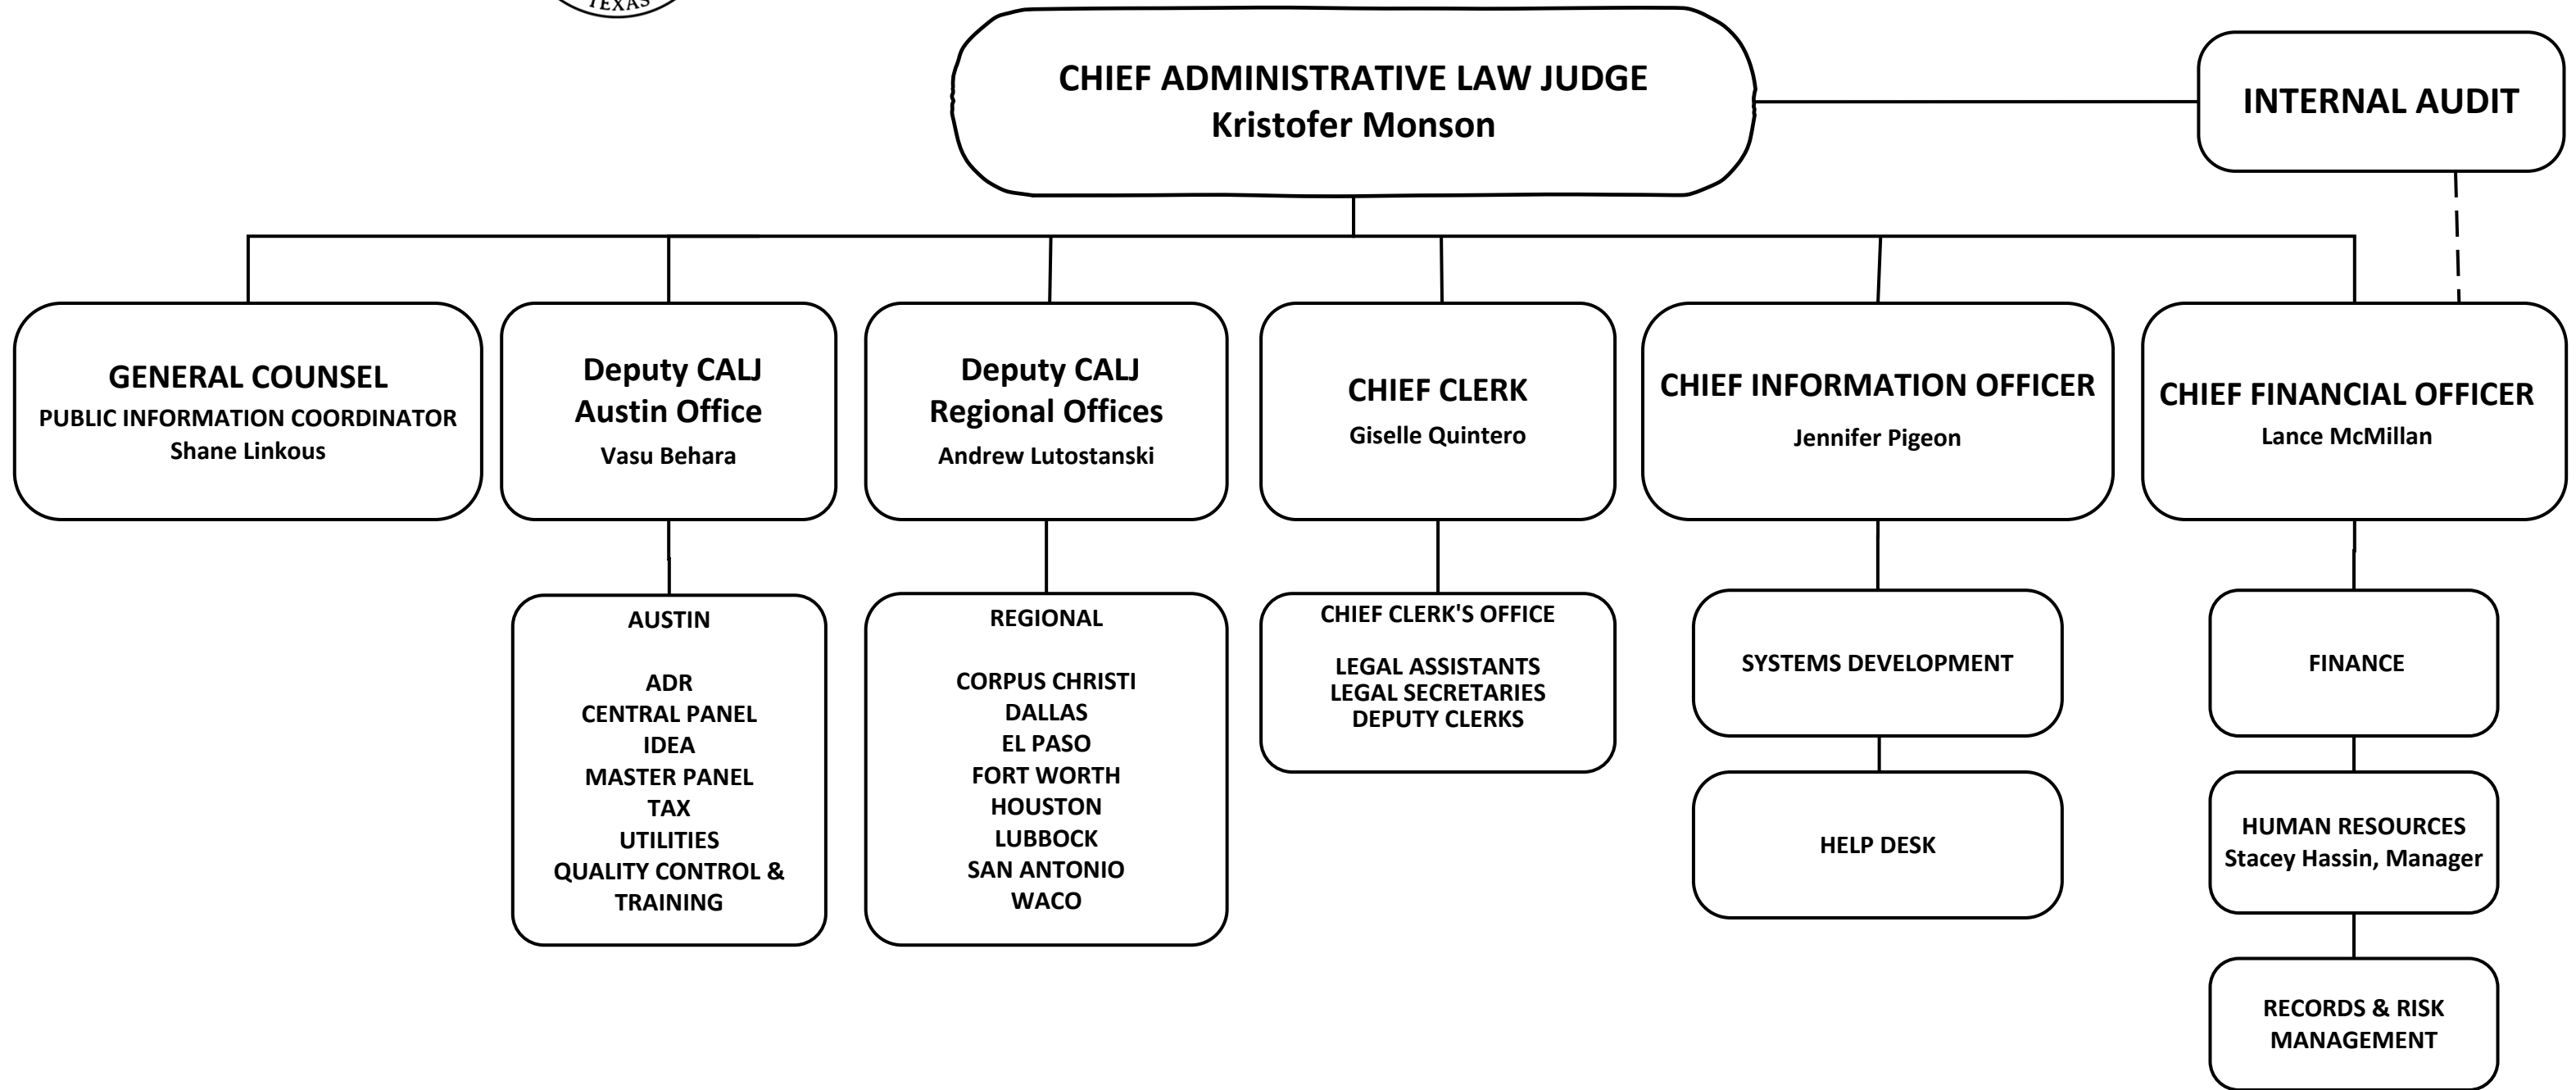 TEXAS
CHIEF ADMINISTRATIVE LAW JUDGE
Kristofer Monson
INTERNAL AUDIT
GENERAL COUNSEL
PUBLIC INFORMATION COORDINATOR
Shane Linkous
Deputy CALJ
Austin Office
Vasu Behara
Deputy CALJ
Regional Offices
Andrew Lutostanski
CHIEF CLERK
Giselle Quintero
CHIEF INFORMATION OFFICER
Jennifer Pigeon
CHIEF FINANCIAL OFFICER
Lance McMillan
AUSTIN
ADR
CENTRAL PANEL
IDEA
MASTER PANEL
TAX
UTILITIES
QUALITY CONTROL &
TRAINING
REGIONAL
CORPUS CHRISTI
DALLAS
EL PASO
FORT WORTH
HOUSTON
LUBBOCK
SAN ANTONIO
WACO
CHIEF CLERK'S OFFICE
LEGAL ASSISTANTS
LEGAL SECRETARIES
DEPUTY CLERKS
SYSTEMS DEVELOPMENT
HELP DESK
FINANCE
HUMAN RESOURCES
Stacey Hassin, Manager
RECORDS & RISK
MANAGEMENT